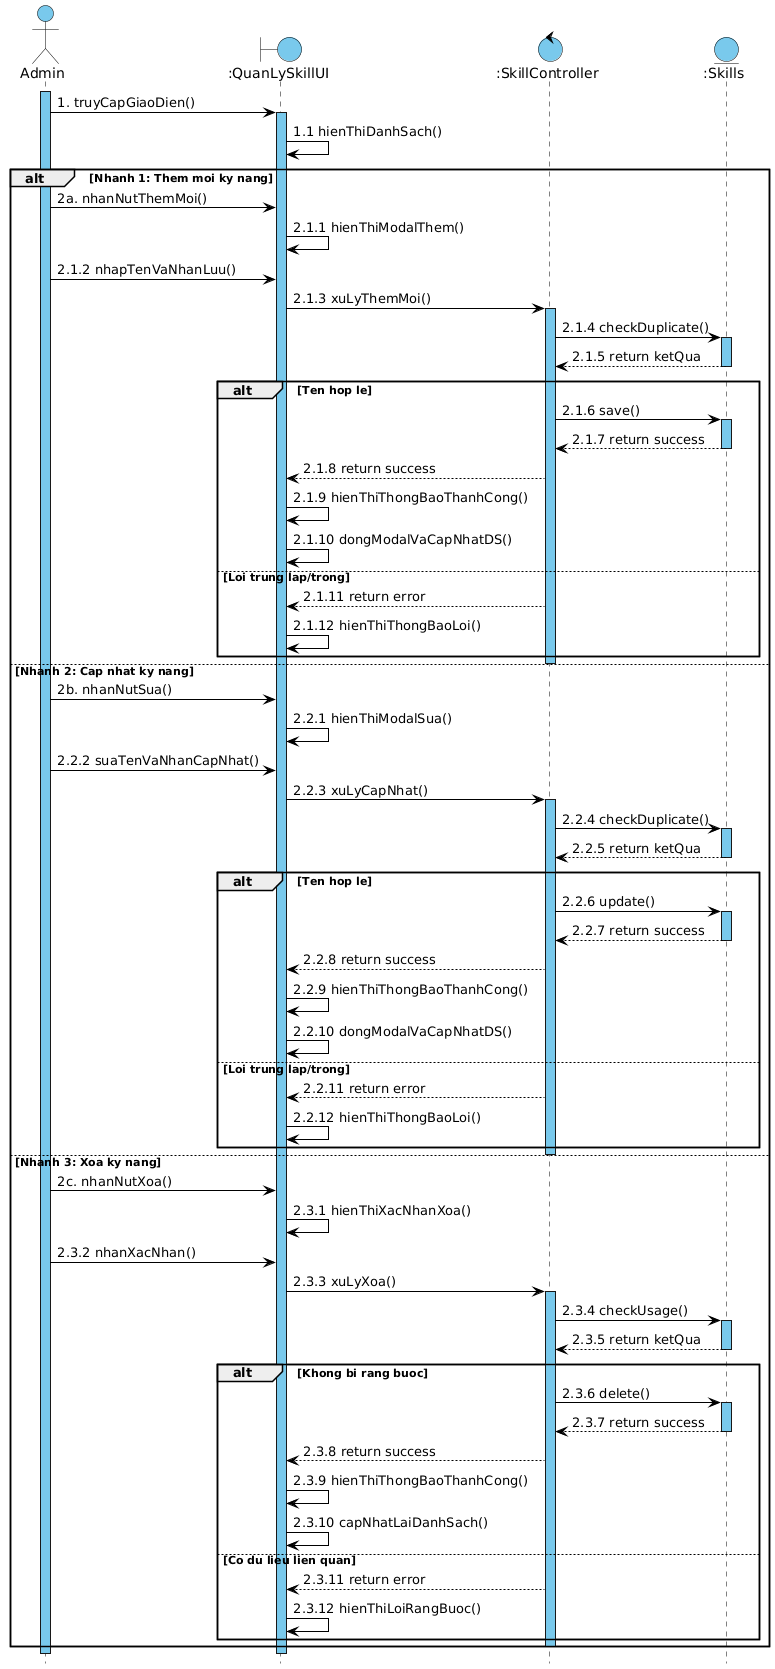 Admin
:QuanLySkillUI
:SkillController
:Skills
1. truyCapGiaoDien()
1.1 hienThiDanhSach()
alt [Nhanh 1: Them moi ky nang]
2a. nhanNutThemMoi()
2.1.1 hienThiModalThem()
2.1.2 nhapTenVaNhanLuu()
2.1.3 xuLyThemMoi()
2.1.4 checkDuplicate()
2.1.5 return ketQua
alt [Ten hop le]
2.1.6 save()
2.1.7 return success
2.1.8 return success
2.1.9 hienThiThongBaoThanhCong()
2.1.10 dongModalVaCapNhatDS()
[Loi trung lap/trong]
2.1.11 return error
2.1.12 hienThiThongBaoLoi()
[Nhanh 2: Cap nhat ky nang]
2b. nhanNutSua()
2.2.1 hienThiModalSua()
2.2.2 suaTenVaNhanCapNhat()
2.2.3 xuLyCapNhat()
2.2.4 checkDuplicate()
2.2.5 return ketQua
alt [Ten hop le]
2.2.6 update()
2.2.7 return success
2.2.8 return success
2.2.9 hienThiThongBaoThanhCong()
2.2.10 dongModalVaCapNhatDS()
[Loi trung lap/trong]
2.2.11 return error
2.2.12 hienThiThongBaoLoi()
[Nhanh 3: Xoa ky nang]
2c. nhanNutXoa()
2.3.1 hienThiXacNhanXoa()
2.3.2 nhanXacNhan()
2.3.3 xuLyXoa()
2.3.4 checkUsage()
2.3.5 return ketQua
alt [Khong bi rang buoc]
2.3.6 delete()
2.3.7 return success
2.3.8 return success
2.3.9 hienThiThongBaoThanhCong()
2.3.10 capNhatLaiDanhSach()
[Co du lieu lien quan]
2.3.11 return error
2.3.12 hienThiLoiRangBuoc()